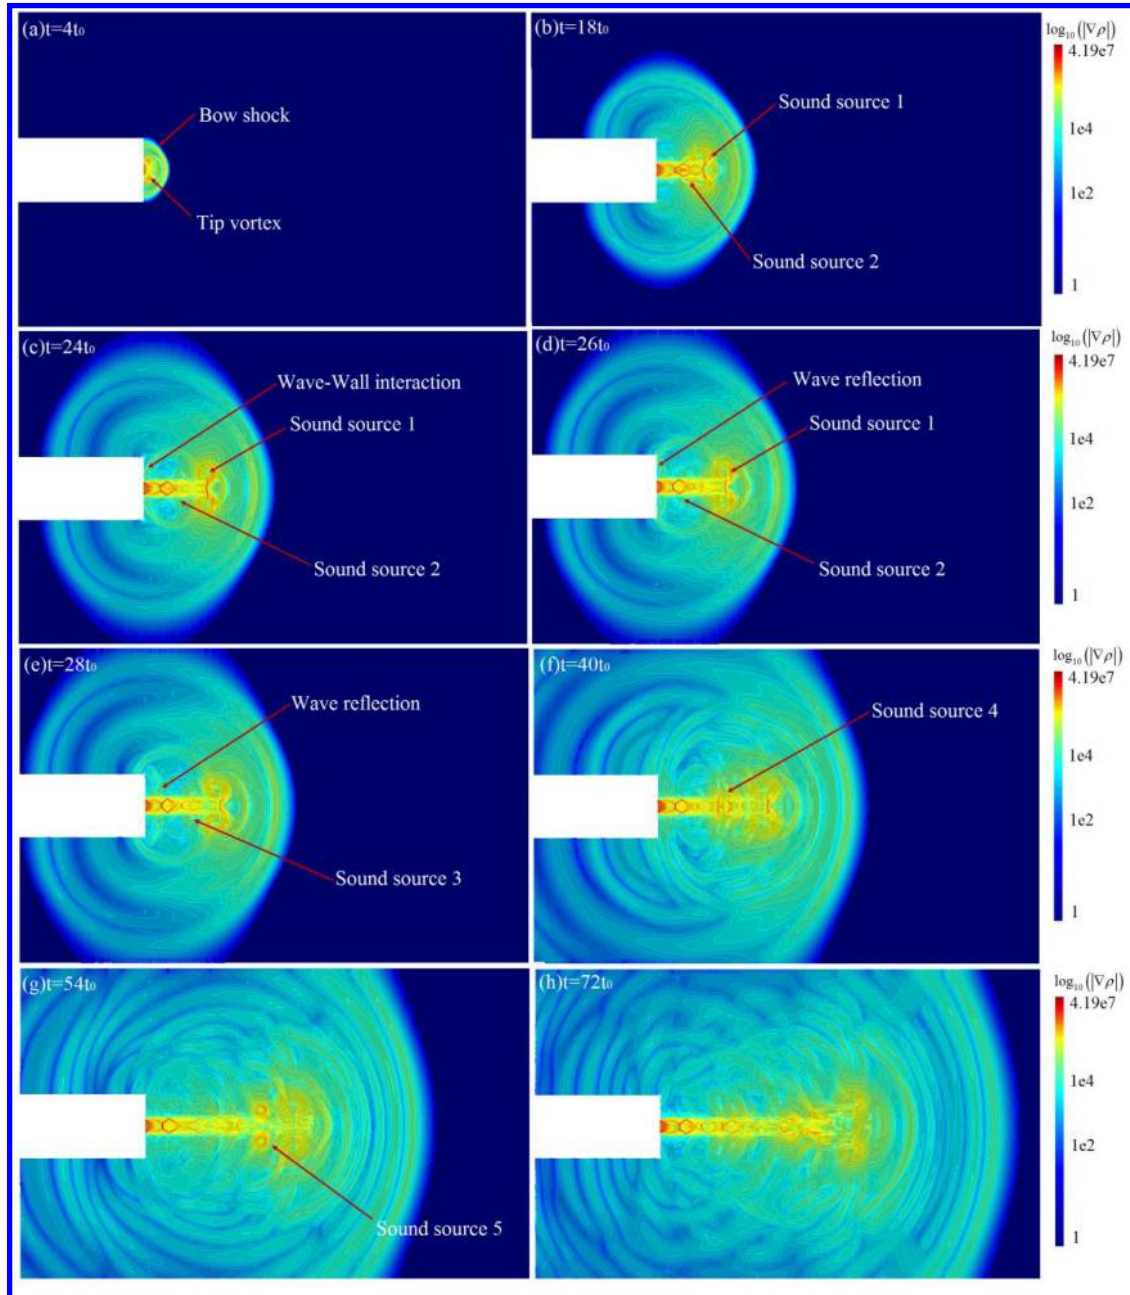 (a)t=4t₀
Bow shock
Tip vortex
(b)t=18t₀
Sound source 1
Sound source 2
log₁₀(|∇ρ|)
4.19e7
1e4
1e2
1
(c)t=24t₀
Wave-Wall interaction
Sound source 1
Sound source 2
(d)t=26t₀
Wave reflection
Sound source 1
Sound source 2
log₁₀(|∇ρ|)
4.19e7
1e4
1e2
1
(e)t=28t₀
Wave reflection
Sound source 3
(f)t=40t₀
Sound source 4
log₁₀(|∇ρ|)
4.19e7
1e4
1e2
1
(g)t=54t₀
Sound source 5
(h)t=72t₀
log₁₀(|∇ρ|)
4.19e7
1e4
1e2
1